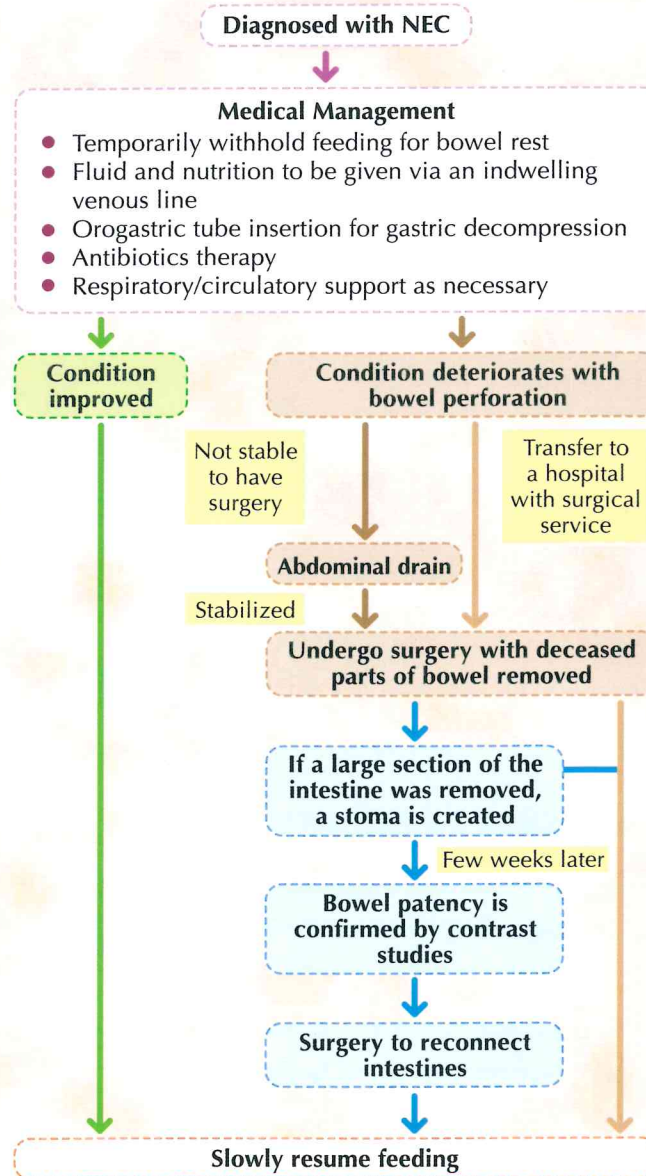 Diagnosed with NEC
Medical Management
● Temporarily withhold feeding for bowel rest
● Fluid and nutrition to be given via an indwelling
venous line
● Orogastric tube insertion for gastric decompression
● Antibiotics therapy
● Respiratory/circulatory support as necessary
Condition
improved
Condition deteriorates with
bowel perforation
Not stable
to have
surgery
Transfer to
a hospital
with surgical
service
Abdominal drain
Stabilized
Undergo surgery with deceased
parts of bowel removed
If a large section of the
intestine was removed,
a stoma is created
Few weeks later
Bowel patency is
confirmed by contrast
studies
Surgery to reconnect
intestines
Slowly resume feeding